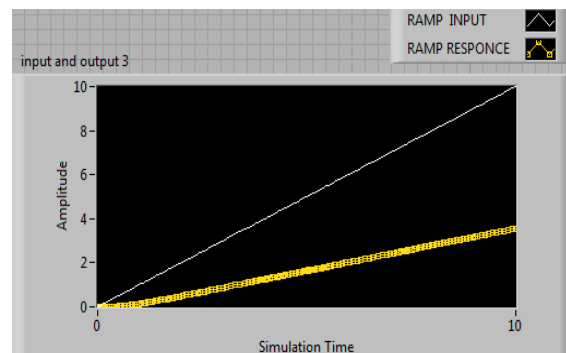 RAMP INPUT
RAMP RESPONCE
input and output 3
10
8
6
4
2
0
Amplitude
0
10
Simulation Time